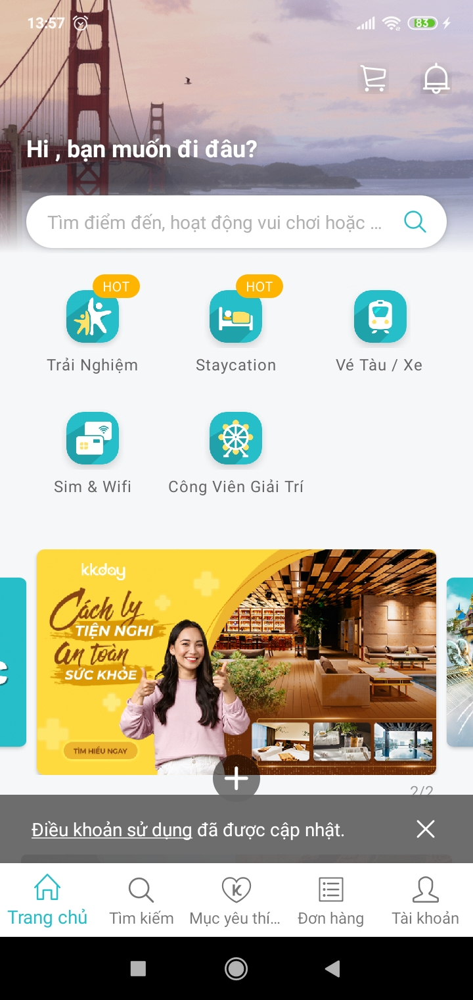 13:57
83
Hi , bạn muốn đi đâu?
Tìm điểm đến, hoạt động vui chơi hoặc ...
HOT
HOT
Trải Nghiệm
Staycation
Vé Tàu / Xe
Sim & Wifi
Công Viên Giải Trí
kkday
Cách ly
TIỆN NGHI
An toàn
SỨC KHỎE
TÌM HIỂU NGAY
2/2
Điều khoản sử dụng đã được cập nhật.
Trang chủ
Tìm kiếm
Mục yêu thí...
Đơn hàng
Tài khoản